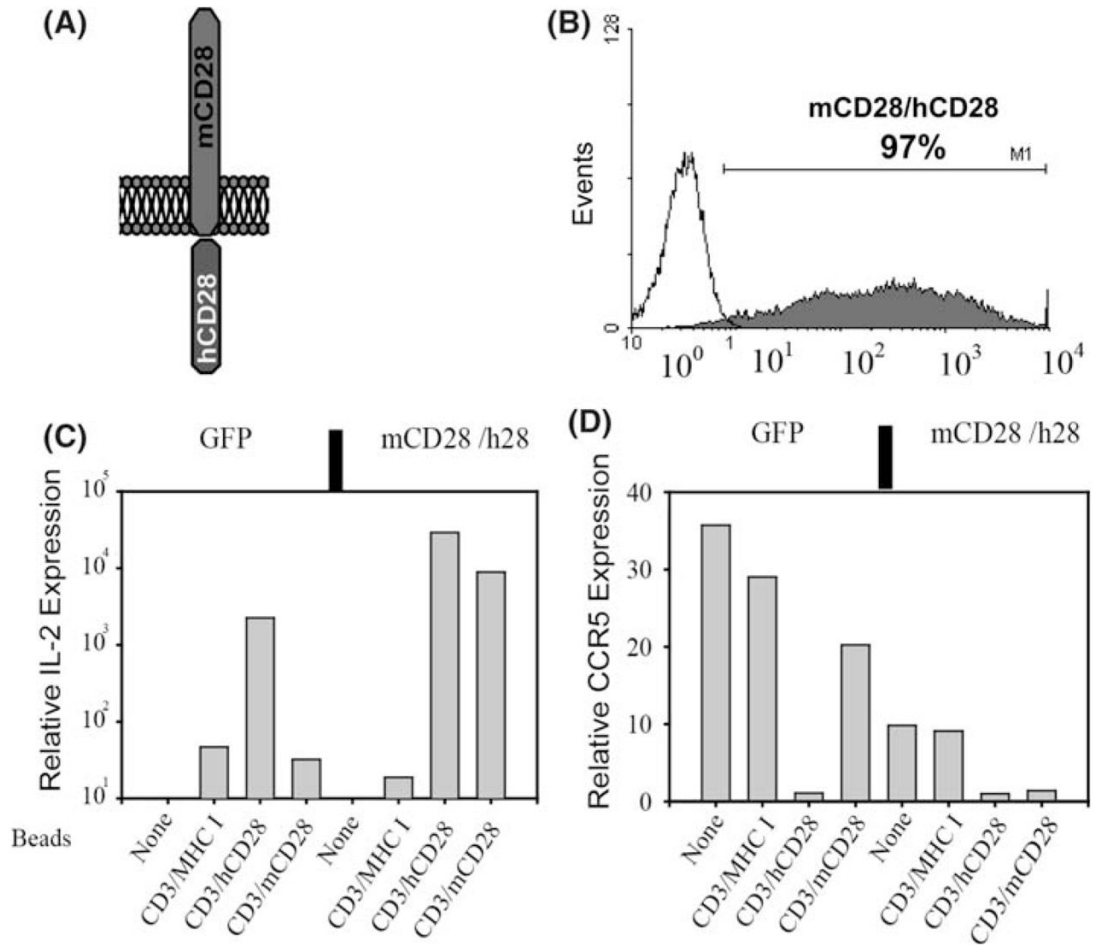 (A)
mCD28
hCD28
(B)
128
Events
0
mCD28/hCD28
97%
M1
10 10⁰ 1 10¹ 10² 10³ 10⁴
(C)
GFP mCD28 /h28
Relative IL-2 Expression
10⁵
10⁴
10³
10²
10¹
Beads
None
CD3/MHC I
CD3/hCD28
CD3/mCD28
None
CD3/MHC I
CD3/hCD28
CD3/mCD28
(D)
GFP mCD28 /h28
Relative CCR5 Expression
40
30
20
10
0
None
CD3/MHC I
CD3/hCD28
CD3/mCD28
None
CD3/MHC I
CD3/hCD28
CD3/mCD28